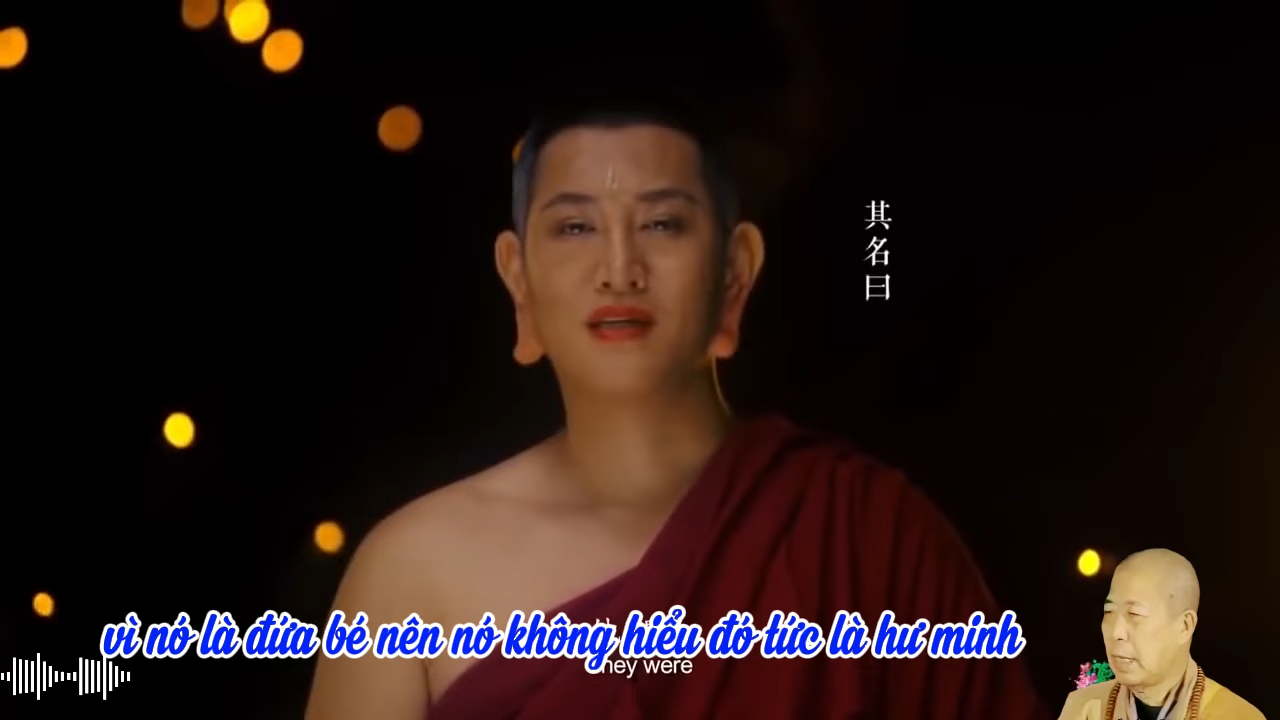 其名曰
vì nó là đứa bé nên nó không hiểu đó tức là hư minh
hey were